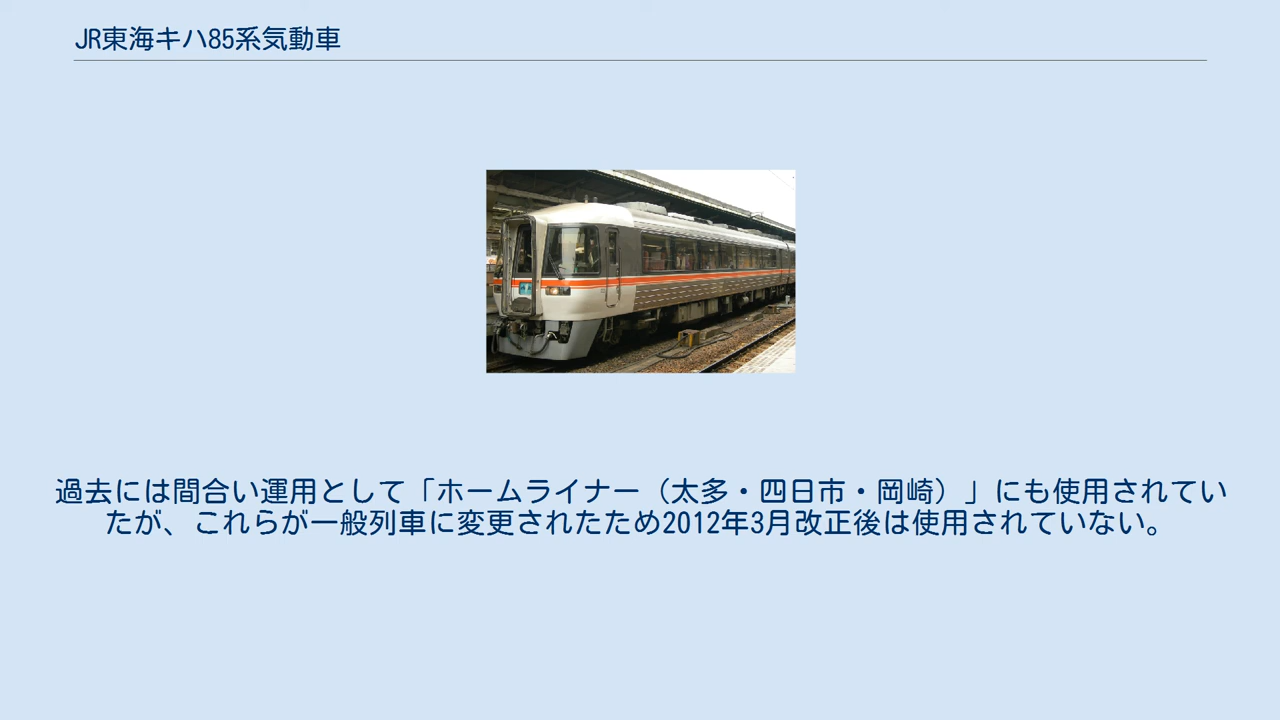 JR東海キハ85系気動車
過去には間合い運用として「ホームライナー（太多・四日市・岡崎）」にも使用されてい
たが、これらが一般列車に変更されたため2012年3月改正後は使用されていない。